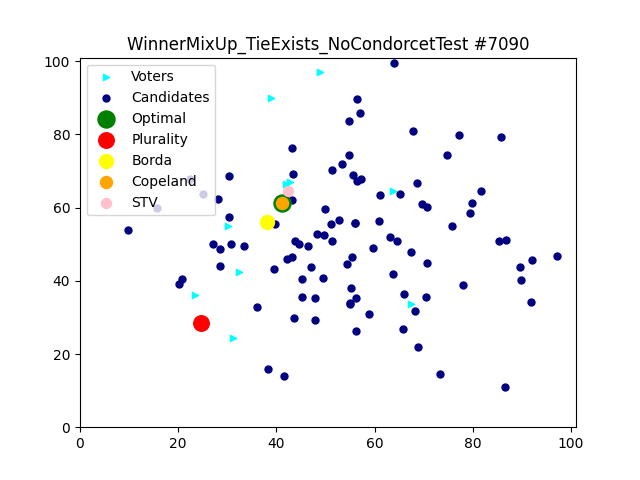 WinnerMixUp_TieExists_NoCondorcetTest #7090
Voters
Candidates
Optimal
Plurality
Borda
Copeland
STV
100
80
60
40
20
0
0 20 40 60 80 100